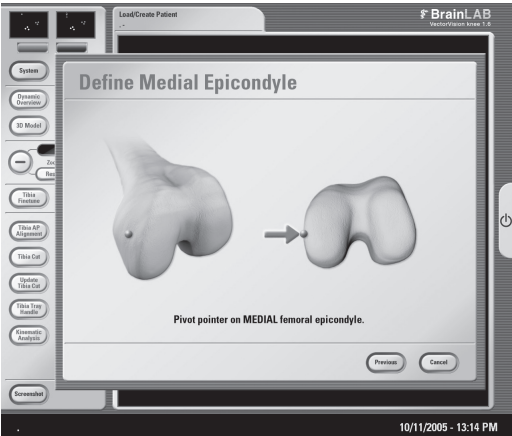 Load/Create Patient
BrainLAB
VectorVision knee 1.6
System
Dynamic
Overview
3D Model
Tibia
Finetune
Tibia AP
Alignment
Tibia Cut
Update
Tibia Cut
Tibia Tray
Handle
Kinematic
Analysis
Screenshot
Define Medial Epicondyle
Pivot pointer on MEDIAL femoral epicondyle.
Previous
Cancel
10/11/2005 - 13:14 PM